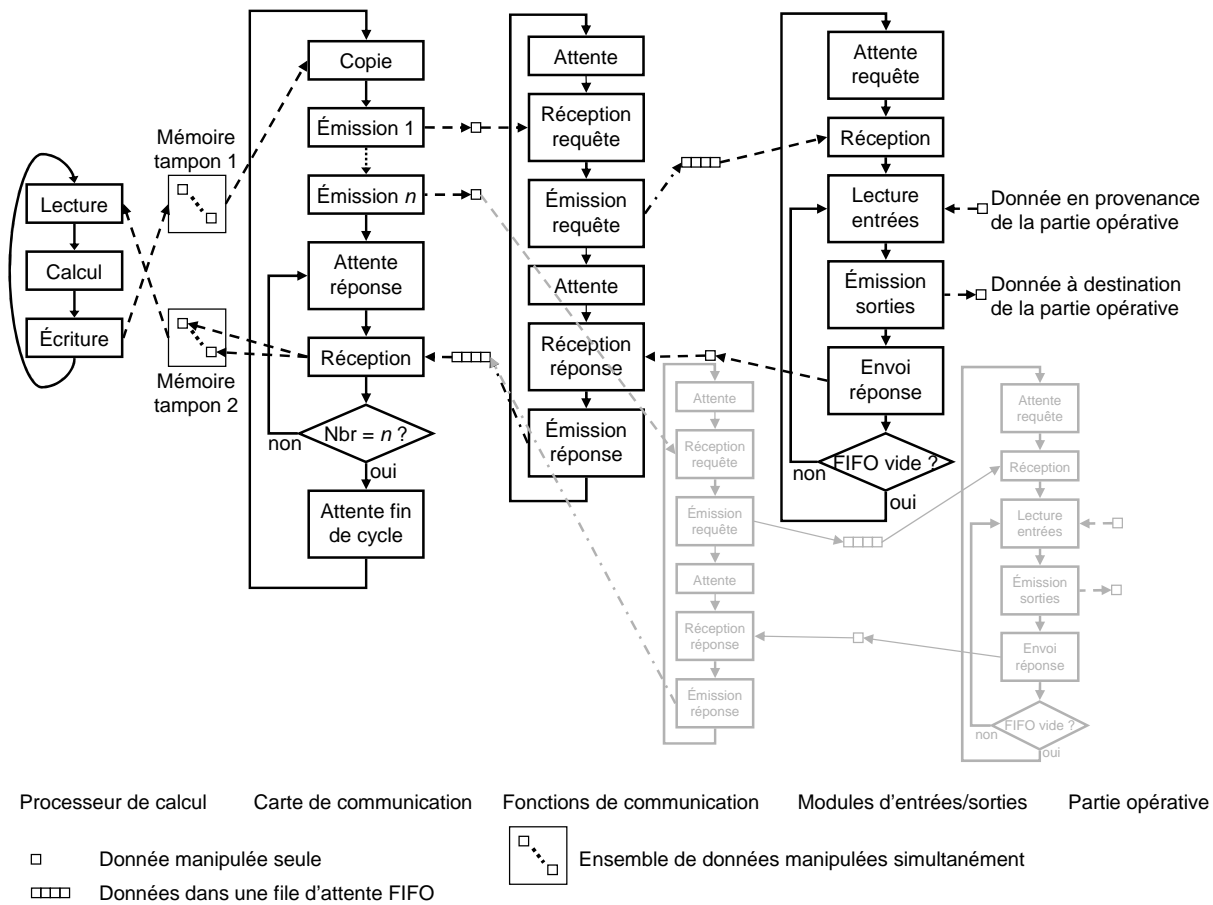 Mémoire
tampon 1
Lecture
Calcul
Écriture
Mémoire
tampon 2
Copie
Émission 1
Émission n
Attente
réponse
Réception
Nbr = n ?
non
oui
Attente fin
de cycle
Attente
Réception
requête
Émission
requête
Attente
Réception
réponse
Émission
réponse
Attente
requête
Réception
Lecture
entrées
Émission
sorties
Envoi
réponse
FIFO vide ?
non
oui
Donnée en provenance
de la partie opérative
Donnée à destination
de la partie opérative
Attente
Réception
requête
Émission
requête
Attente
Réception
réponse
Émission
réponse
Attente
requête
Réception
Lecture
entrées
Émission
sorties
Envoi
réponse
FIFO vide ?
non
oui
Processeur de calcul
Carte de communication
Fonctions de communication
Modules d'entrées/sorties
Partie opérative
Donnée manipulée seule
Ensemble de données manipulées simultanément
Données dans une file d'attente FIFO